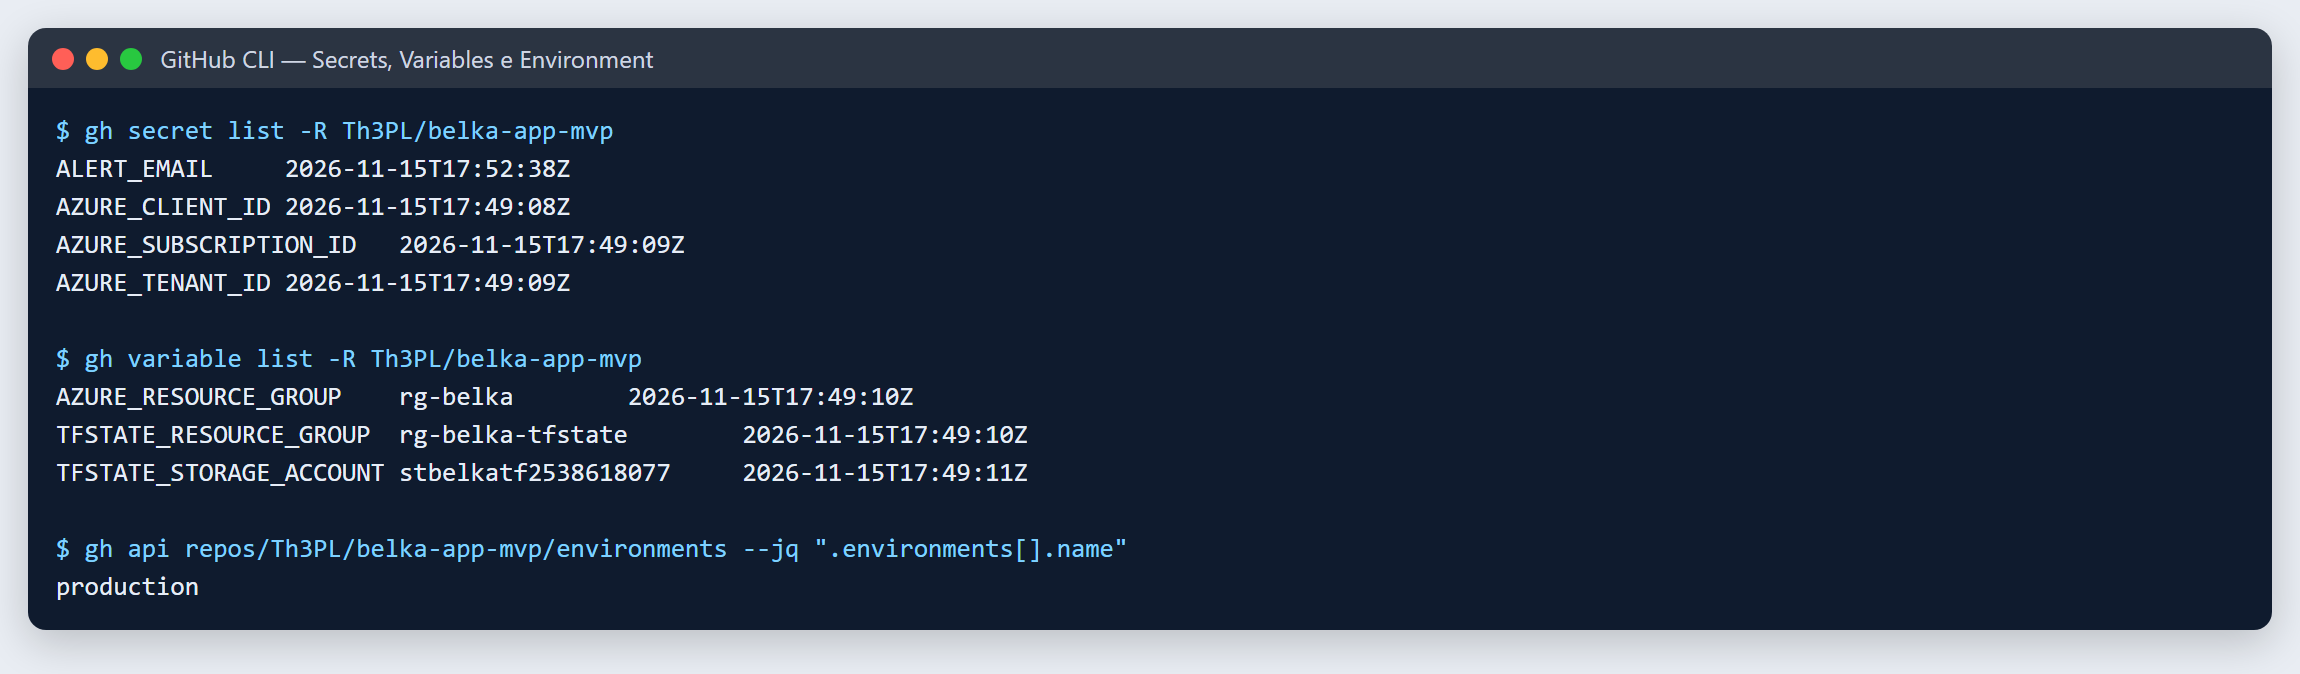 GitHub CLI — Secrets, Variables e Environment
$ gh secret list -R Th3PL/belka-app-mvp
ALERT_EMAIL     2026-11-15T17:52:38Z
AZURE_CLIENT_ID 2026-11-15T17:49:08Z
AZURE_SUBSCRIPTION_ID   2026-11-15T17:49:09Z
AZURE_TENANT_ID 2026-11-15T17:49:09Z
$ gh variable list -R Th3PL/belka-app-mvp
AZURE_RESOURCE_GROUP    rg-belka        2026-11-15T17:49:10Z
TFSTATE_RESOURCE_GROUP  rg-belka-tfstate        2026-11-15T17:49:10Z
TFSTATE_STORAGE_ACCOUNT stbelkatf2538618077     2026-11-15T17:49:11Z
$ gh api repos/Th3PL/belka-app-mvp/environments --jq ".environments[].name"
production